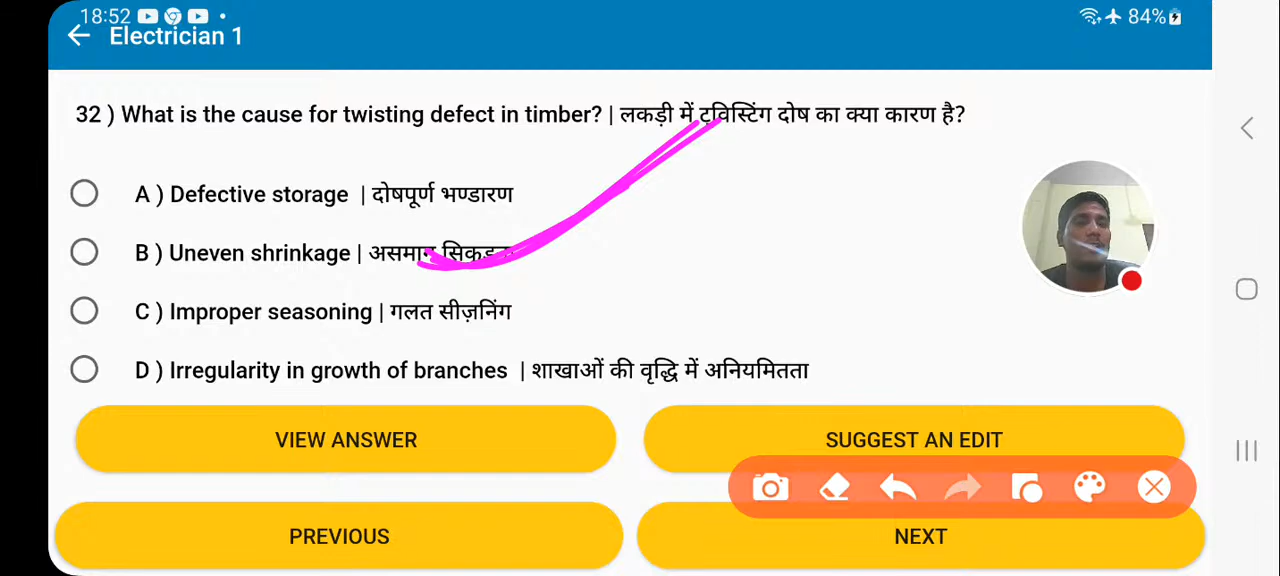 18:52
84%
Electrician 1
32 ) What is the cause for twisting defect in timber? | लकड़ी में ट्विस्टिंग दोष का क्या कारण है?
A ) Defective storage | दोषपूर्ण भण्डारण
B ) Uneven shrinkage | असमान
C ) Improper seasoning | गलत सीज़निंग
D ) Irregularity in growth of branches | शाखाओं की वृद्धि में अनियमितता
VIEW ANSWER
SUGGEST AN EDIT
PREVIOUS
NEXT